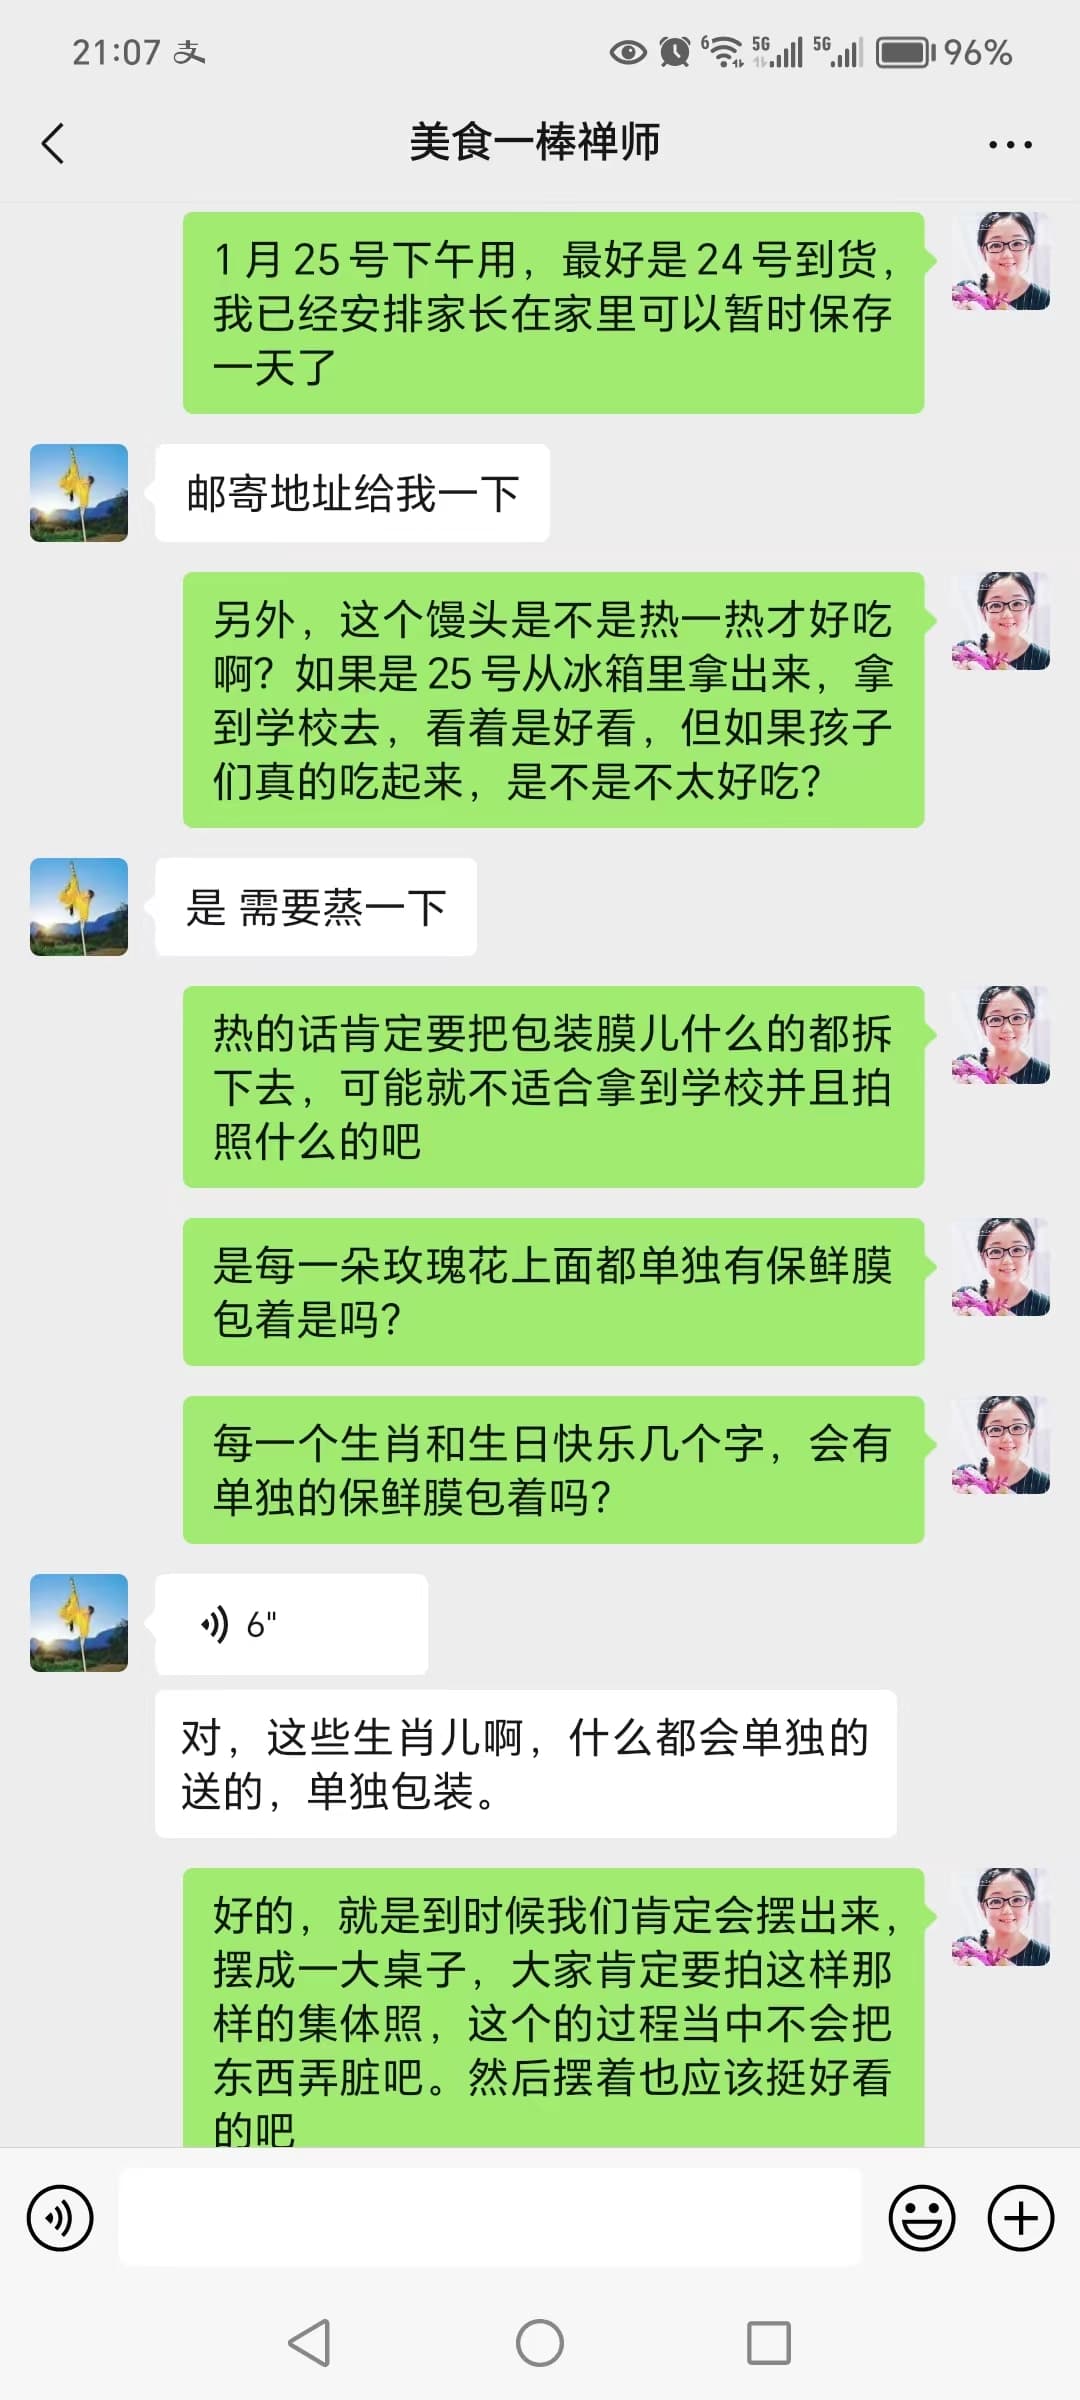 21:07 支
6 5G 5G 96%
美食一棒禅师
1月25号下午用，最好是24号到货，
我已经安排家长在家里可以暂时保存
一天了
邮寄地址给我一下
另外，这个馒头是不是热一热才好吃
啊？如果是25号从冰箱里拿出来，拿
到学校去，看着是好看，但如果孩子
们真的吃起来，是不是不太好吃？
是 需要蒸一下
热的话肯定要把包装膜儿什么的都拆
下去，可能就不适合拿到学校并且拍
照什么的吧
是每一朵玫瑰花上面都单独有保鲜膜
包着是吗？
每一个生肖和生日快乐几个字，会有
单独的保鲜膜包着吗？
6"
对，这些生肖儿啊，什么都会单独的
送的，单独包装。
好的，就是到时候我们肯定会摆出来，
摆成一大桌子，大家肯定要拍这样那
样的集体照，这个的过程当中不会把
东西弄脏吧。然后摆着也应该挺好看
的吧